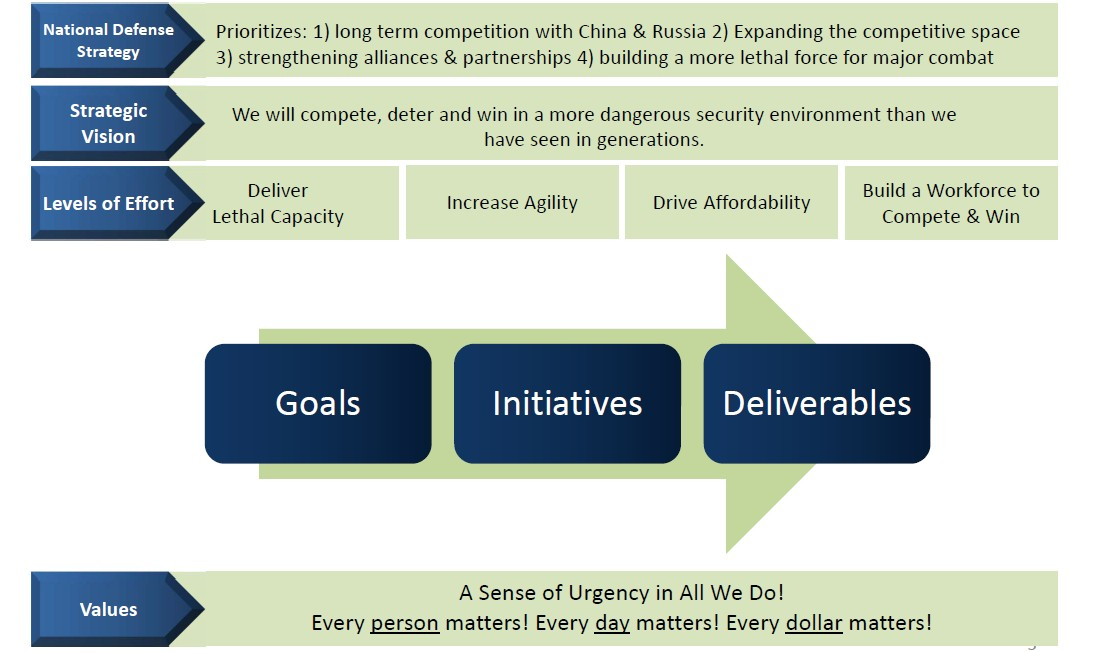 National Defense
Strategy
Prioritizes: 1) long term competition with China & Russia 2) Expanding the competitive space
3) strengthening alliances & partnerships 4) building a more lethal force for major combat
Strategic
Vision
We will compete, deter and win in a more dangerous security environment than we
have seen in generations.
Levels of Effort
Deliver
Lethal Capacity
Increase Agility
Drive Affordability
Build a Workforce to
Compete & Win
Goals
Initiatives
Deliverables
Values
A Sense of Urgency in All We Do!
Every person matters! Every day matters! Every dollar matters!